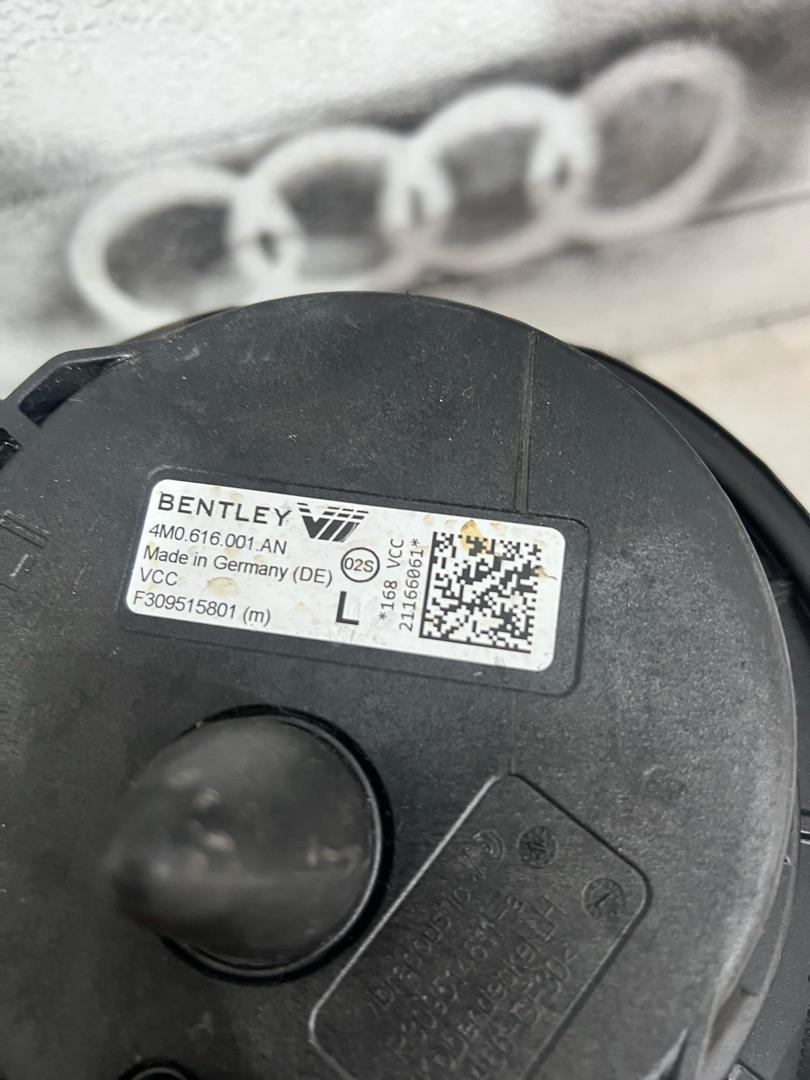 BENTLEY
4M0.616.001.AN
Made in Germany (DE)
02S
VCC
F309515801 (m)
L
*168 VCC
21166061*